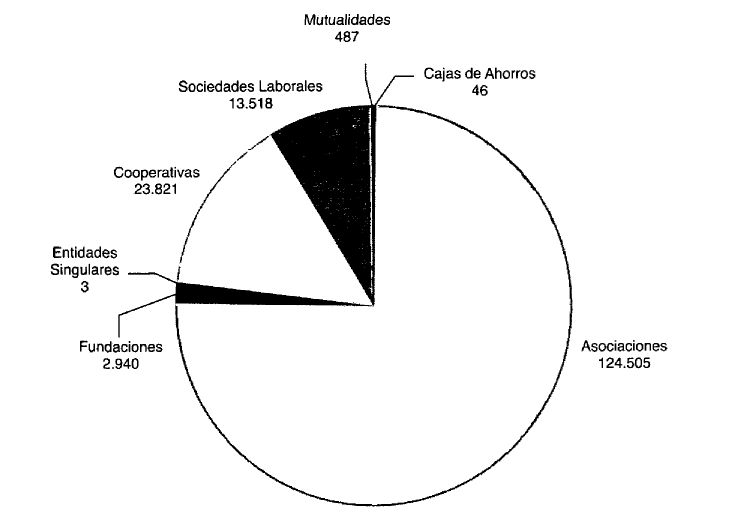 Mutualidades
487
Cajas de Ahorros
46
Sociedades Laborales
13.518
Cooperativas
23.821
Entidades
Singulares
3
Fundaciones
2.940
Asociaciones
124.505